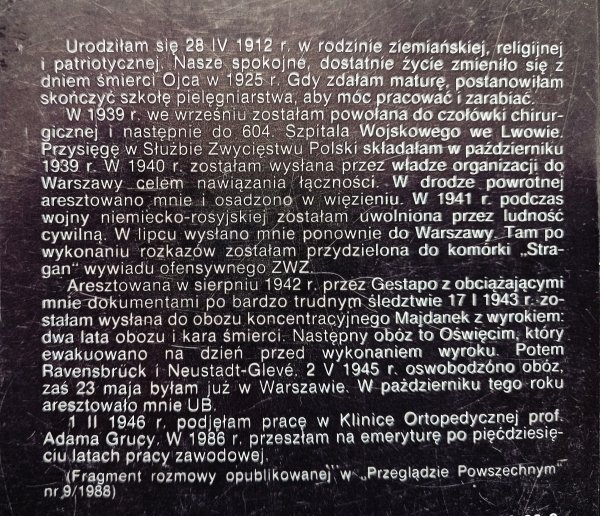 Urodziłam się 28 IV 1912 r. w rodzinie ziemiańskiej, religijnej
i patriotycznej. Nasze spokojne, dostatnie życie zmieniło się z
dniem śmierci Ojca w 1925 r. Gdy zdałam maturę, postanowiłam
skończyć szkołę pielęgniarstwa, aby móc pracować i zarabiać.
W 1939 r. we wrześniu zostałam powołana do czołówki chirur-
gicznej i następnie do 604. Szpitala Wojskowego we Lwowie.
Przysięgę w Służbie Zwycięstwu Polski składałam w październiku
1939 r. W 1940 r. zostałam wysłana przez władze organizacji do
Warszawy celem nawiązania łączności. W drodze powrotnej
aresztowano mnie i osadzono w więzieniu. W 1941 r. podczas
wojny niemiecko-rosyjskiej zostałam uwolniona przez ludność
cywilną. W lipcu wysłano mnie ponownie do Warszawy. Tam po
wykonaniu rozkazów zostałam przydzielona do komórki „Stra-
gan” wywiadu ofensywnego ZWZ.
Aresztowana w sierpniu 1942 r. przez Gestapo z obciążającymi
mnie dokumentami po bardzo trudnym śledztwie 17 I 1943 r. zo-
stałam wysłana do obozu koncentracyjnego Majdanek z wyrokiem:
dwa lata obozu i kara śmierci. Następny obóz to Oświęcim, który
ewakuowano na dzień przed wykonaniem wyroku. Potem
Ravensbrück i Neustadt-Glevé. 2 V 1945 r. oswobodzóno obóz,
zaś 23 maja byłam już w Warszawie. W październiku tego roku
aresztowało mnie UB.
1 II 1946 r. podjęłam pracę w Klinice Ortopedycznej prof.
Adama Grucy. W 1986 r. przeszłam na emeryturę po pięćdziesię-
ciu latach pracy zawodowej.
(Fragment rozmowy opublikowanej w „Przeglądzie Powszechnym”
nr 9/1988)